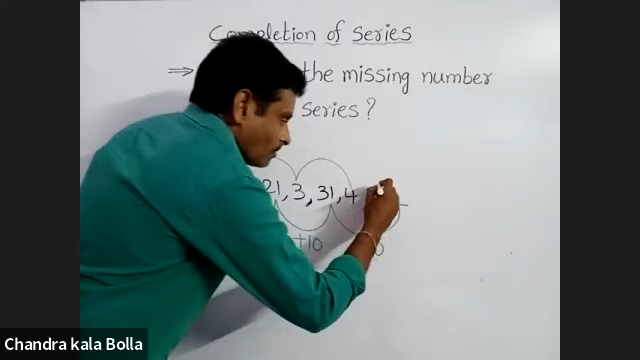 Completion of series
⇒ the missing number
series?
21, 3, 31, 4
+10
Chandra kala Bolla